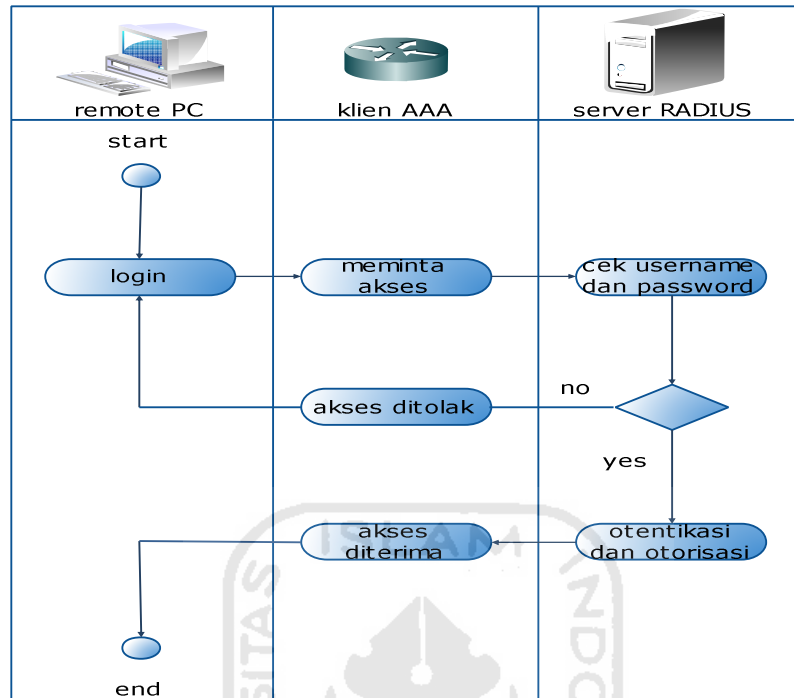 remote PC
klien AAA
server RADIUS
start
login
meminta
akses
cek username
dan password
akses ditolak
no
yes
akses
diterima
otentikasi
dan otorisasi
end
ISLAM